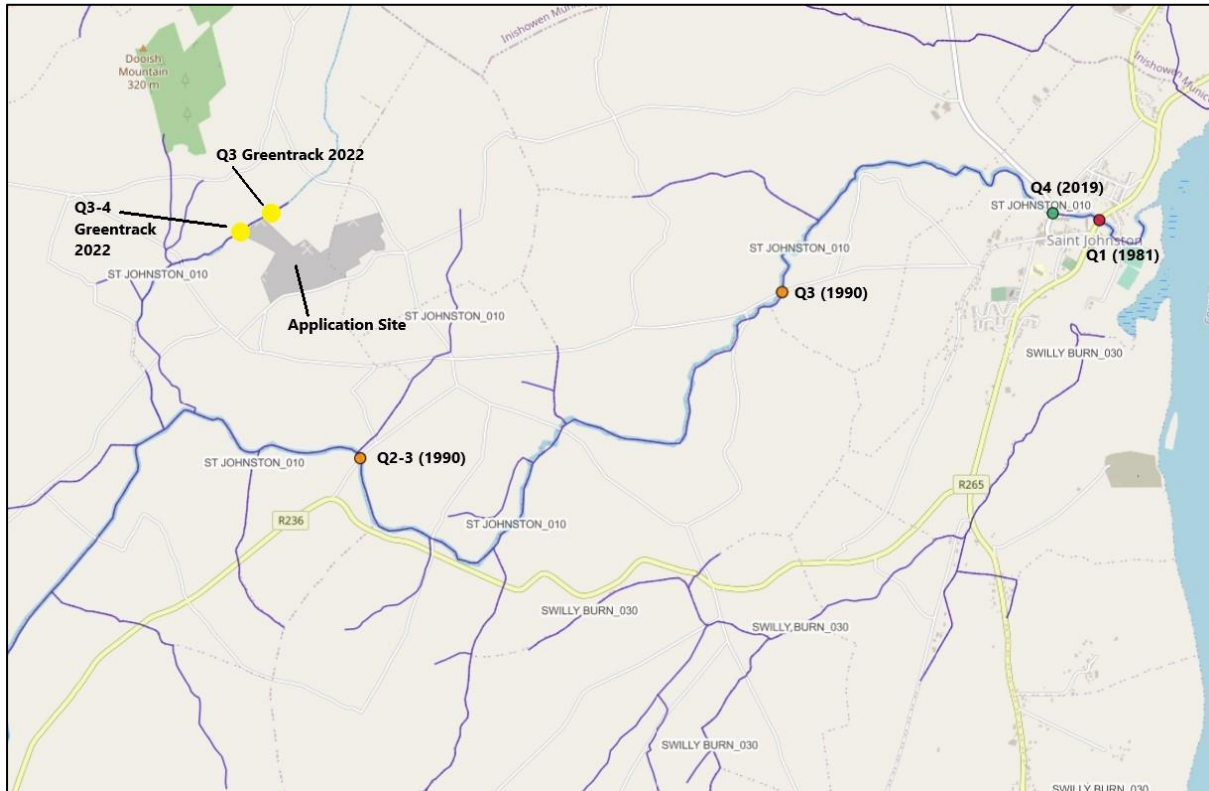 Inishowen Municip
Dooish
Mountain
320 m
Inishowen Munic
Q3 Greentrack 2022
Q3-4
Greentrack
2022
ST JOHNSTON_010
Application Site
ST JOHNSTON_010
Q4 (2019)
ST JOHNSTON_010
Saint Johnston
Q1 (1981)
ST JOHNSTON_010
Q3 (1990)
SWILLY BURN_030
Q2-3 (1990)
ST JOHNSTON_010
R265
R236
ST JOHNSTON_010
SWILLY BURN_030
SWILLY BURN_030
SWILLY BURN_030
SWILLY BURN_030